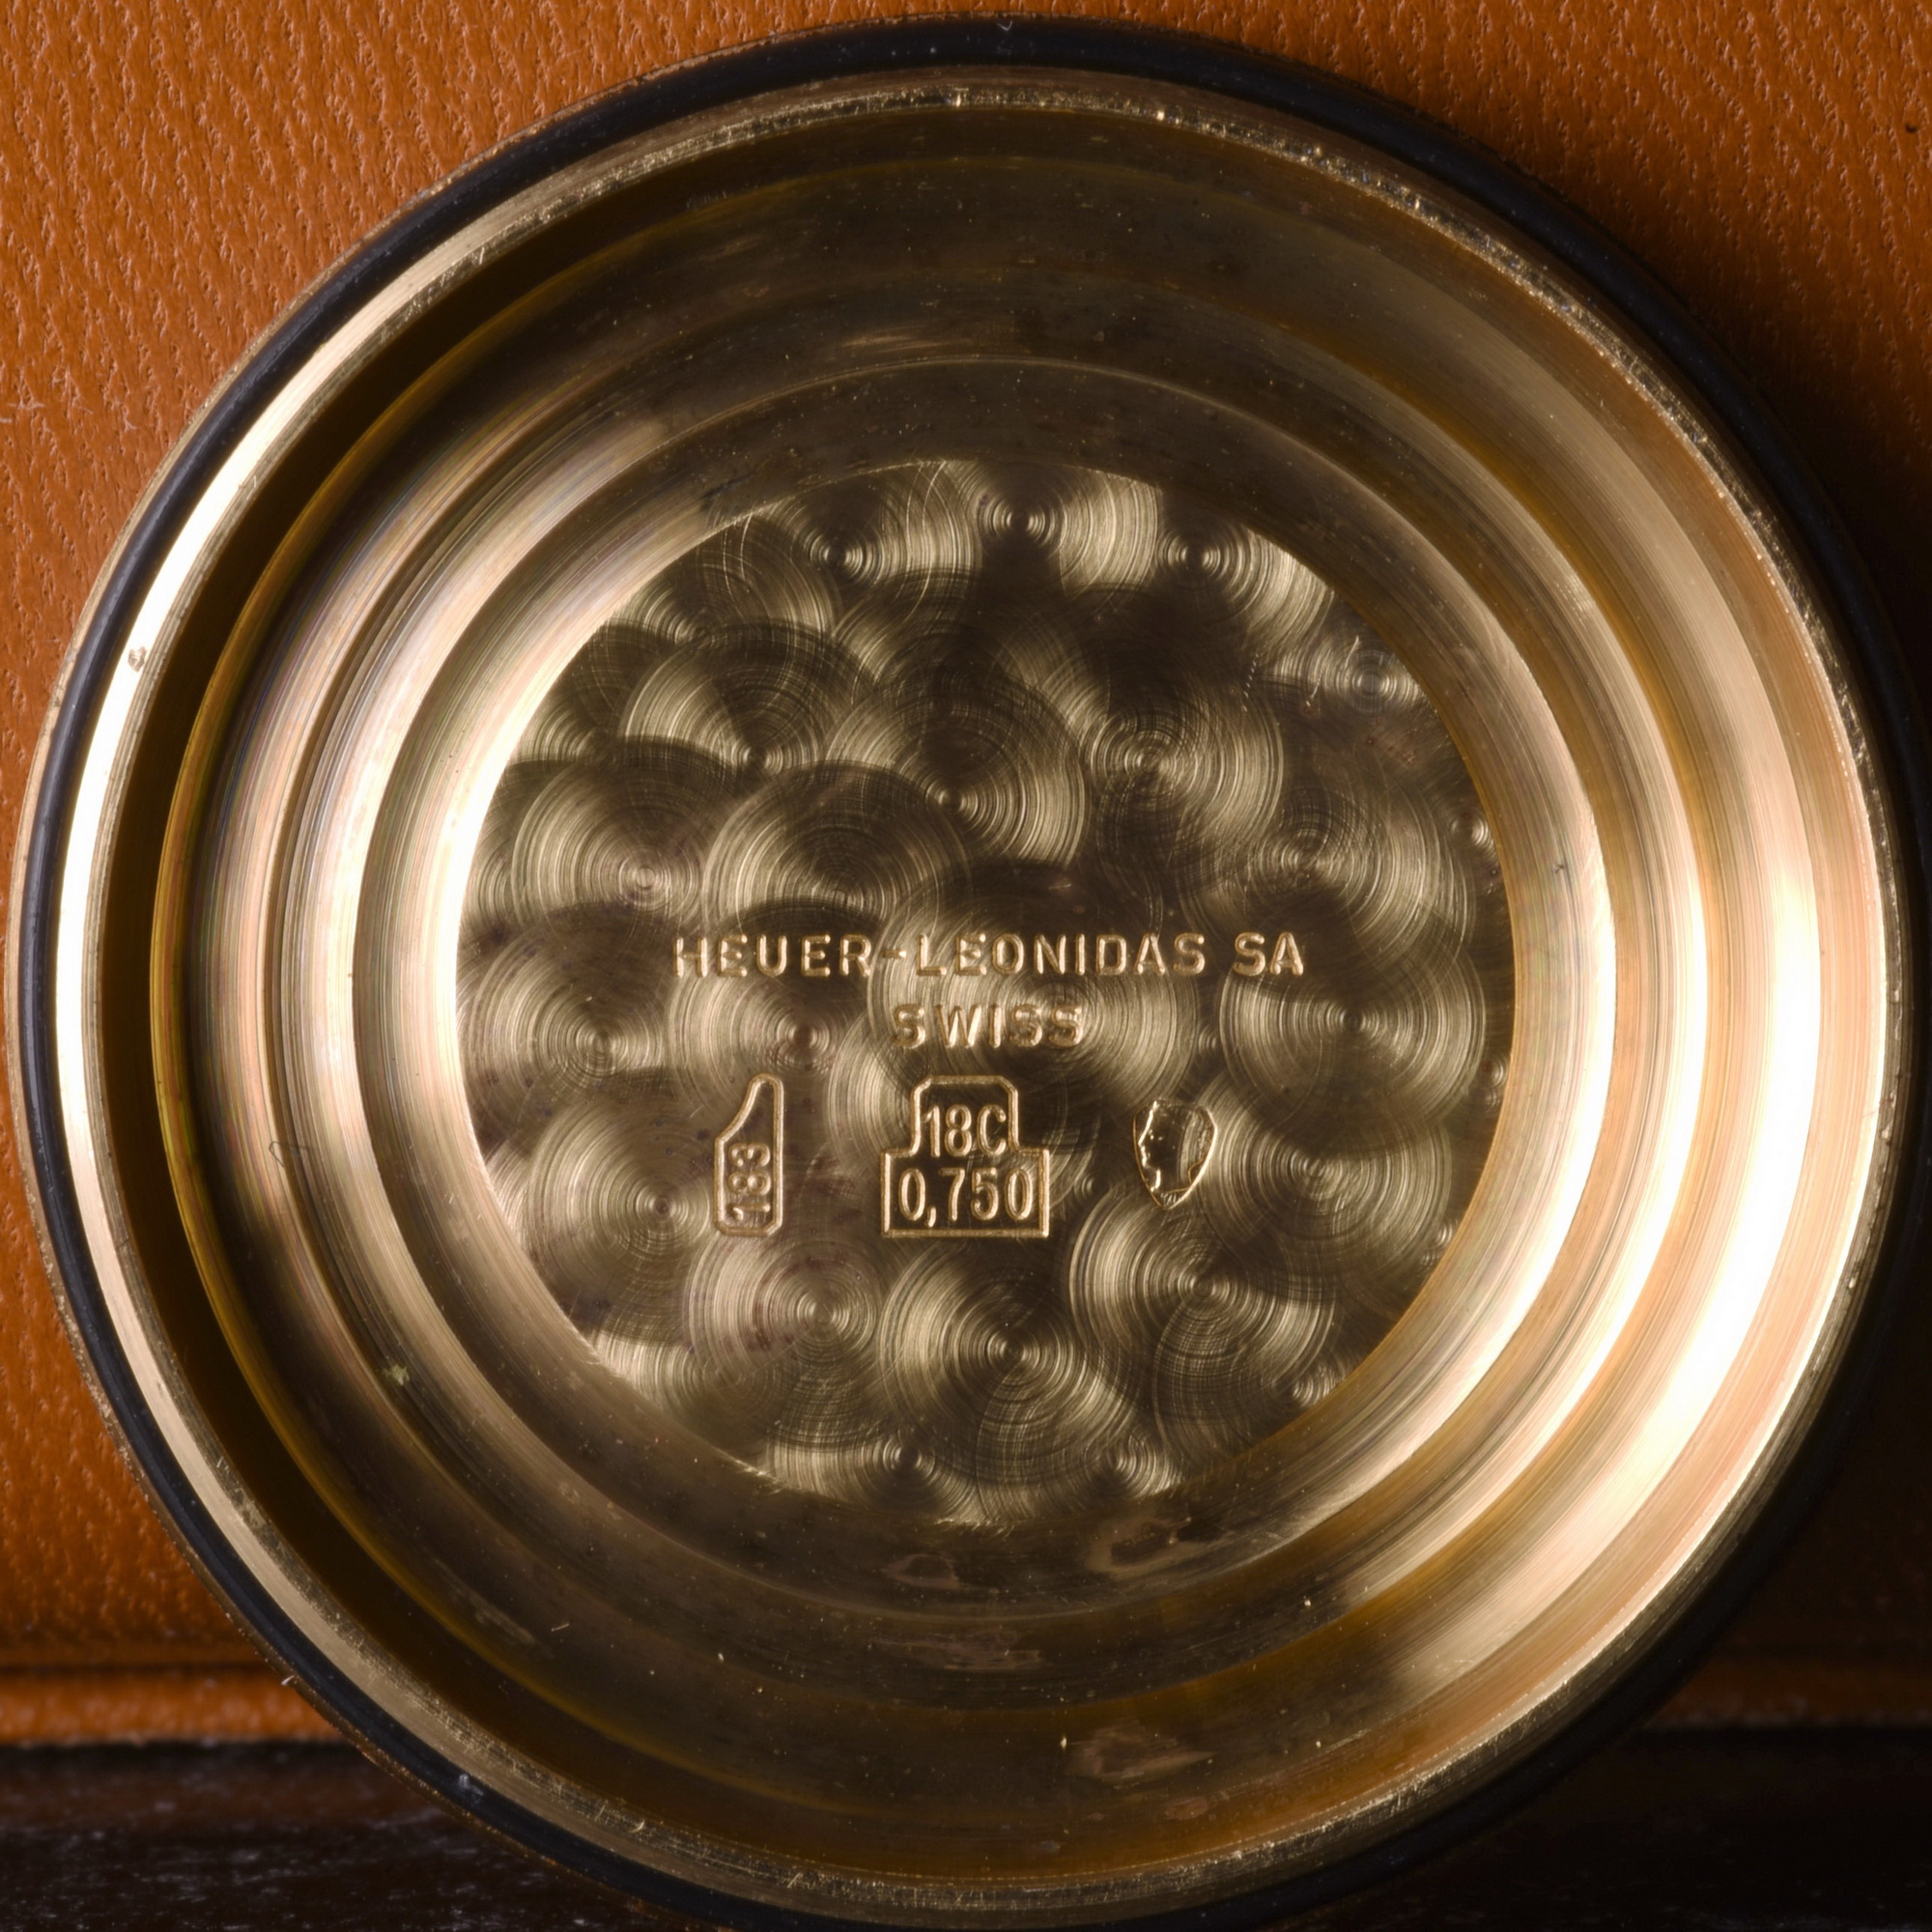 HEUER-LEONIDAS SA
SWISS
183
18C
0,750